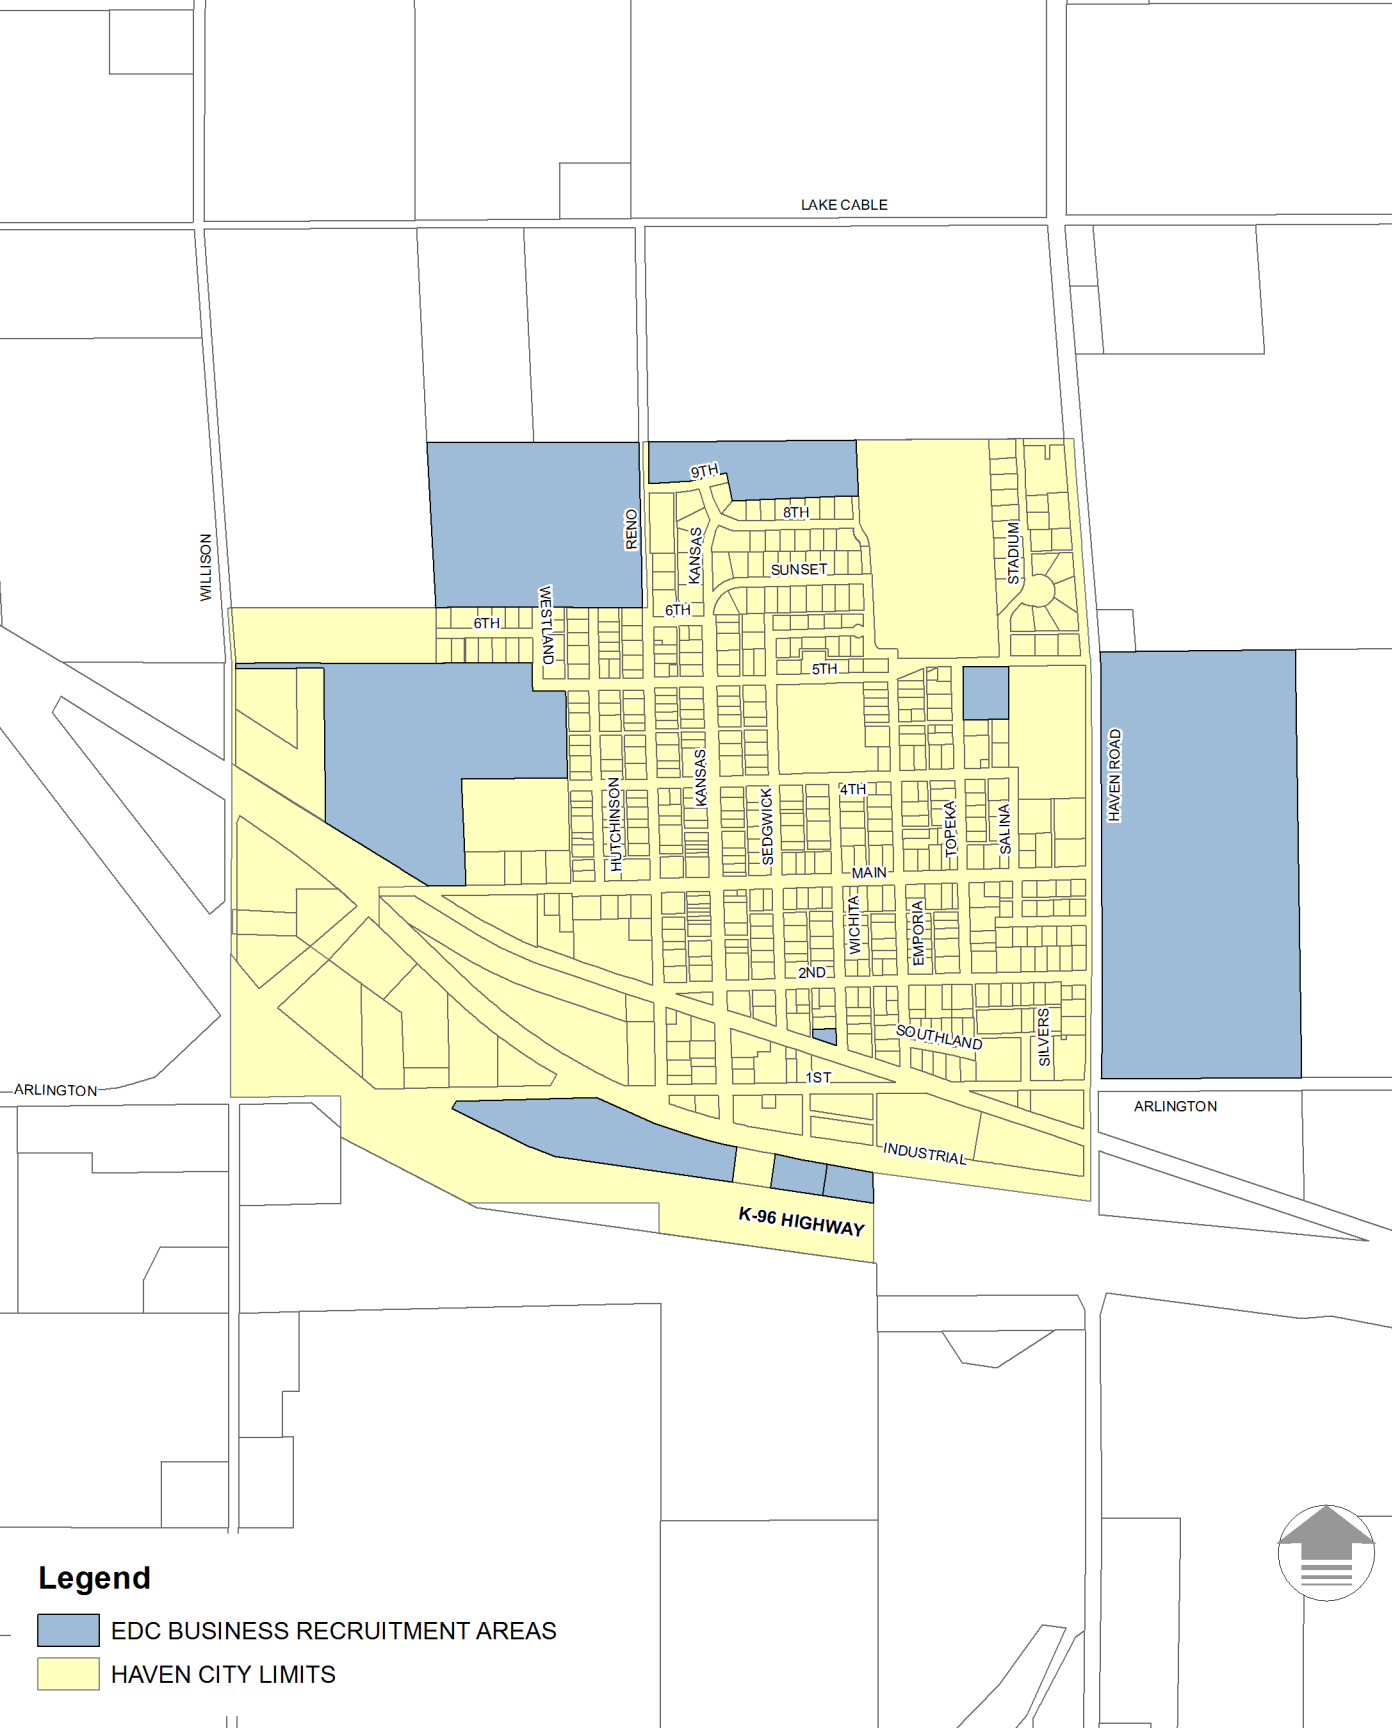 LAKE CABLE
9TH
8TH
RENO
KANSAS
STADIUM
WILLISON
SUNSET
WESTLAND
6TH
6TH
5TH
HAVEN ROAD
KANSAS
4TH
HUTCHINSON
SEDGWICK
TOPEKA
SALINA
MAIN
WICHITA
EMPORIA
2ND
SOUTHLAND
SILVERS
1ST
ARLINGTON
ARLINGTON
INDUSTRIAL
K-96 HIGHWAY
Legend
EDC BUSINESS RECRUITMENT AREAS
HAVEN CITY LIMITS